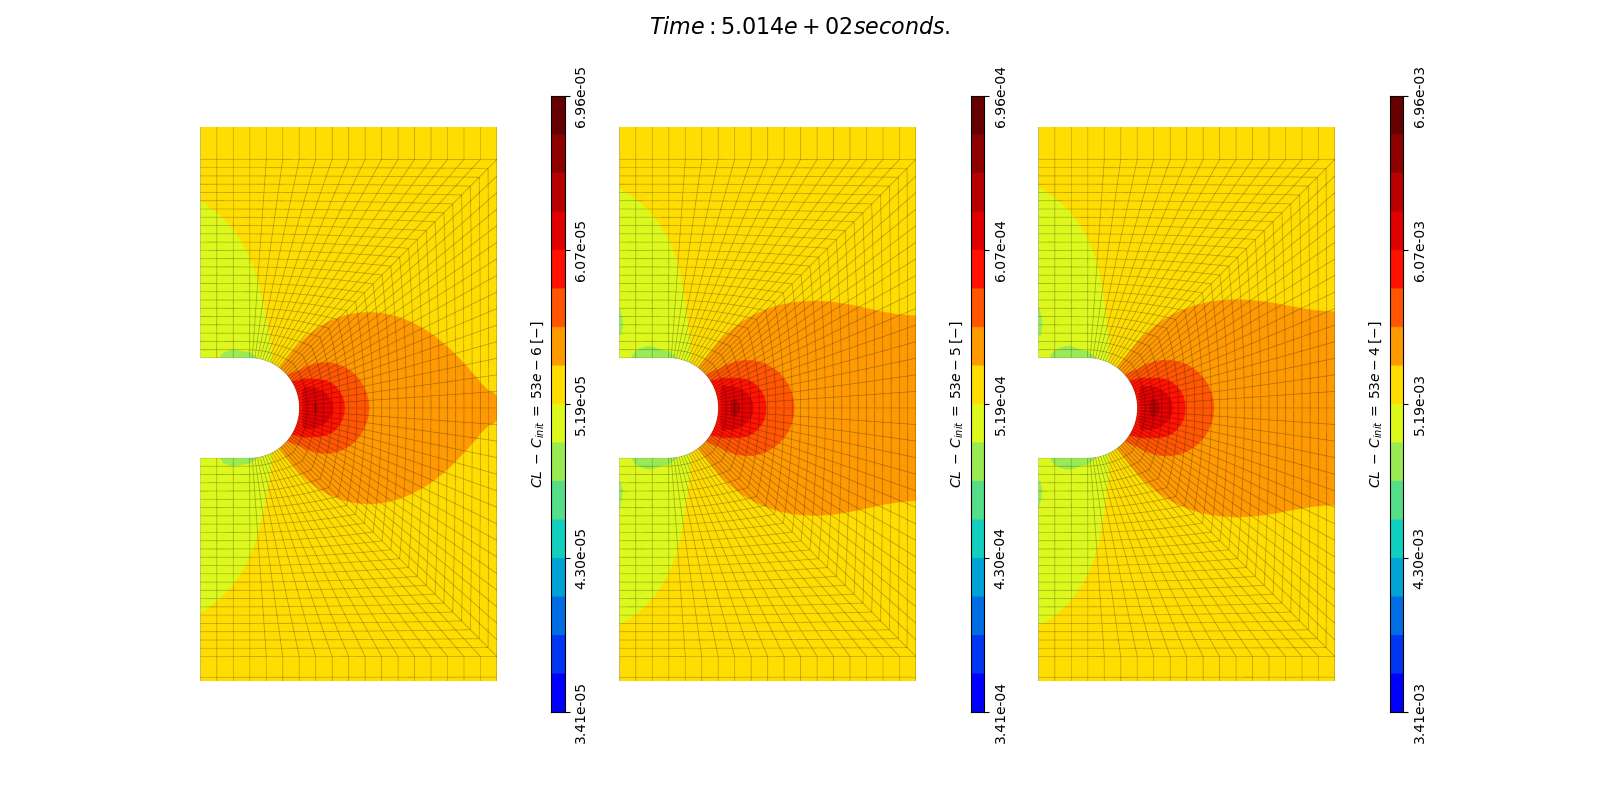 Time : 5.014e + 02seconds.
6.96e-05
6.07e-05
5.19e-05
4.30e-05
3.41e-05
CL − C_init = 53e − 6 [−]
6.96e-04
6.07e-04
5.19e-04
4.30e-04
3.41e-04
CL − C_init = 53e − 5 [−]
6.96e-03
6.07e-03
5.19e-03
4.30e-03
3.41e-03
CL − C_init = 53e − 4 [−]